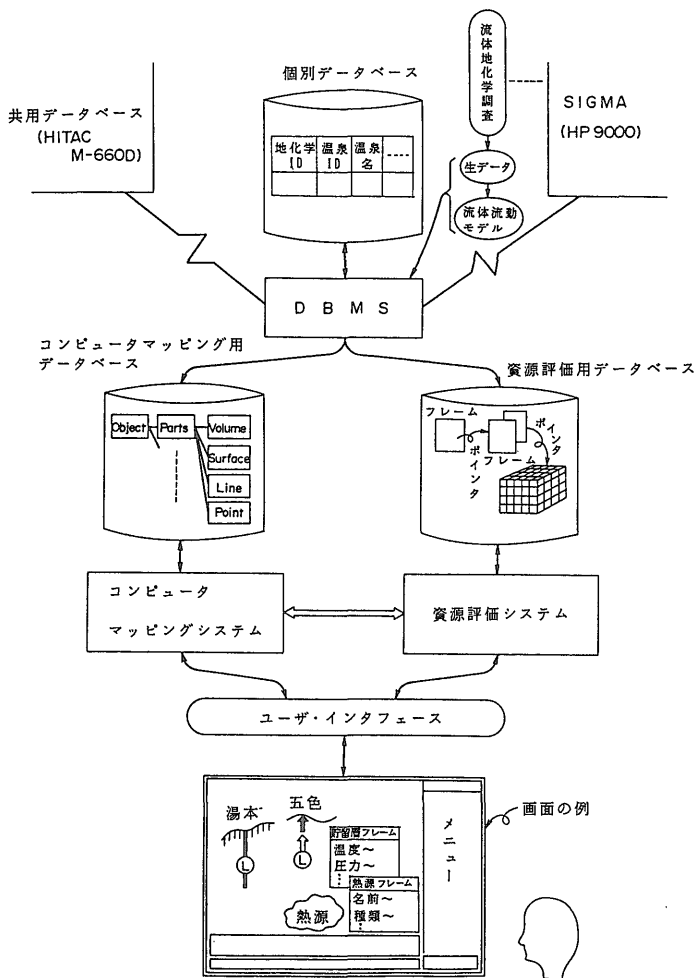 共用データベース
(HITAC
M-660D)
個別データベース
地化学 ID
温泉 ID
温泉名
流体地化学調査
生データ
流体流動
モデル
SIGMA
(HP 9000)
DBMS
コンピュータマッピング用
データベース
Object
Parts
Volume
Surface
Line
Point
資源評価用データベース
フレーム
ポインタ
フレーム
ポインタ
コンピュータ
マッピングシステム
資源評価システム
ユーザ・インタフェース
湯本
五色
L
L
貯留層フレーム
温度～
圧力～
熱源フレーム
名前～
種類～
熱源
メニュー
画面の例